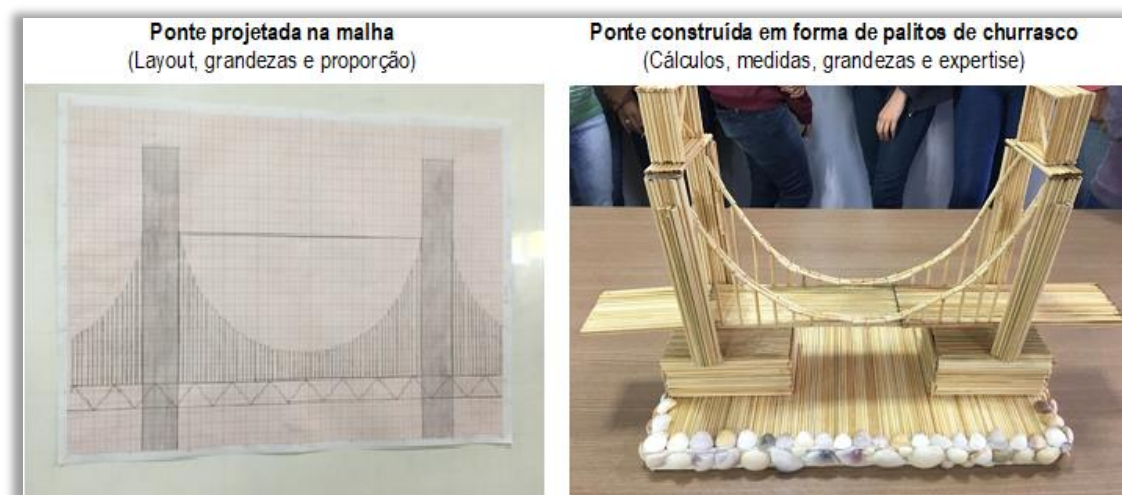 Ponte projetada na malha
(Layout, grandezas e proporção)
Ponte construída em forma de palitos de churrasco
(Cálculos, medidas, grandezas e expertise)